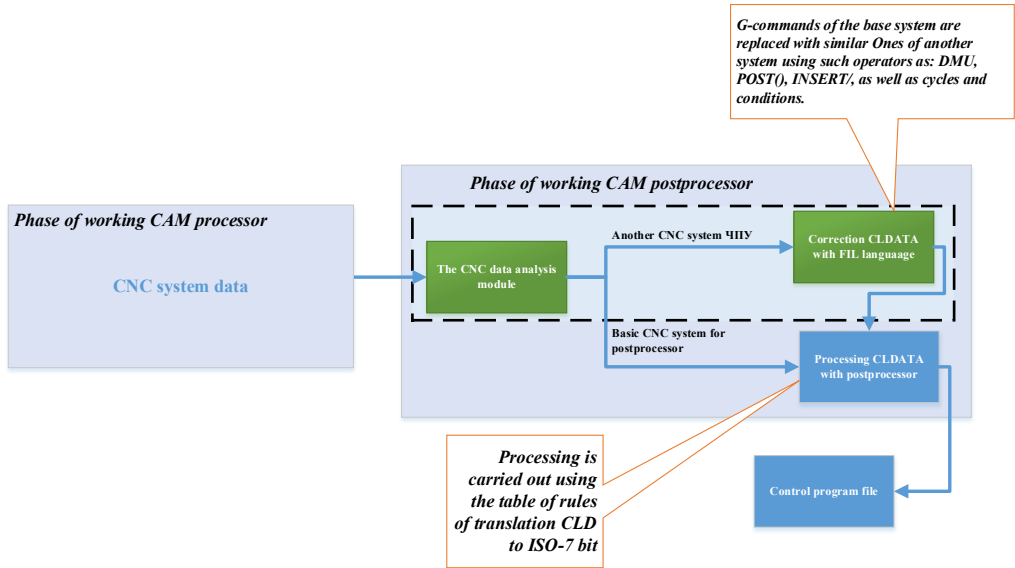 G-commands of the base system are
replaced with similar Ones of another
system using such operators as: DMU,
POST(), INSERT/, as well as cycles and
conditions.
Phase of working CAM postprocessor
Phase of working CAM processor
CNC system data
The CNC data analysis
module
Another CNC system ЧПУ
Correction CLDATA
with FIL languaage
Basic CNC system for
postprocessor
Processing CLDATA
with postprocessor
Processing is
carried out using
the table of rules
of translation CLD
to ISO-7 bit
Control program file